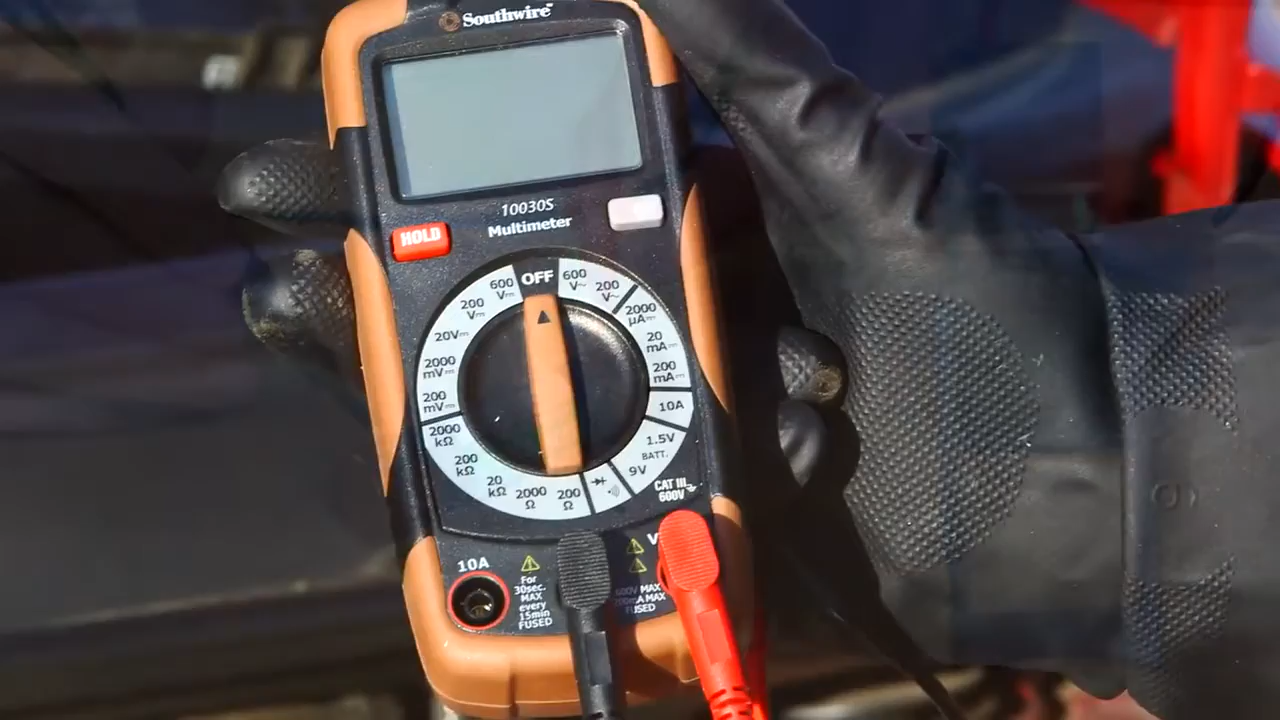 Southwire™
10030S
Multimeter
HOLD
OFF
600
V~
200
V~
2000
µA
20
mA
200
mA
10A
1.5V
BATT.
9V
200
Ω
2000
Ω
20
kΩ
200
kΩ
2000
kΩ
200
mV
2000
mV
20V
200
V
600
V
CAT III
600V
10A
For
30sec.
MAX
every
15min
FUSED
V
600V MAX
MAX
FUSED